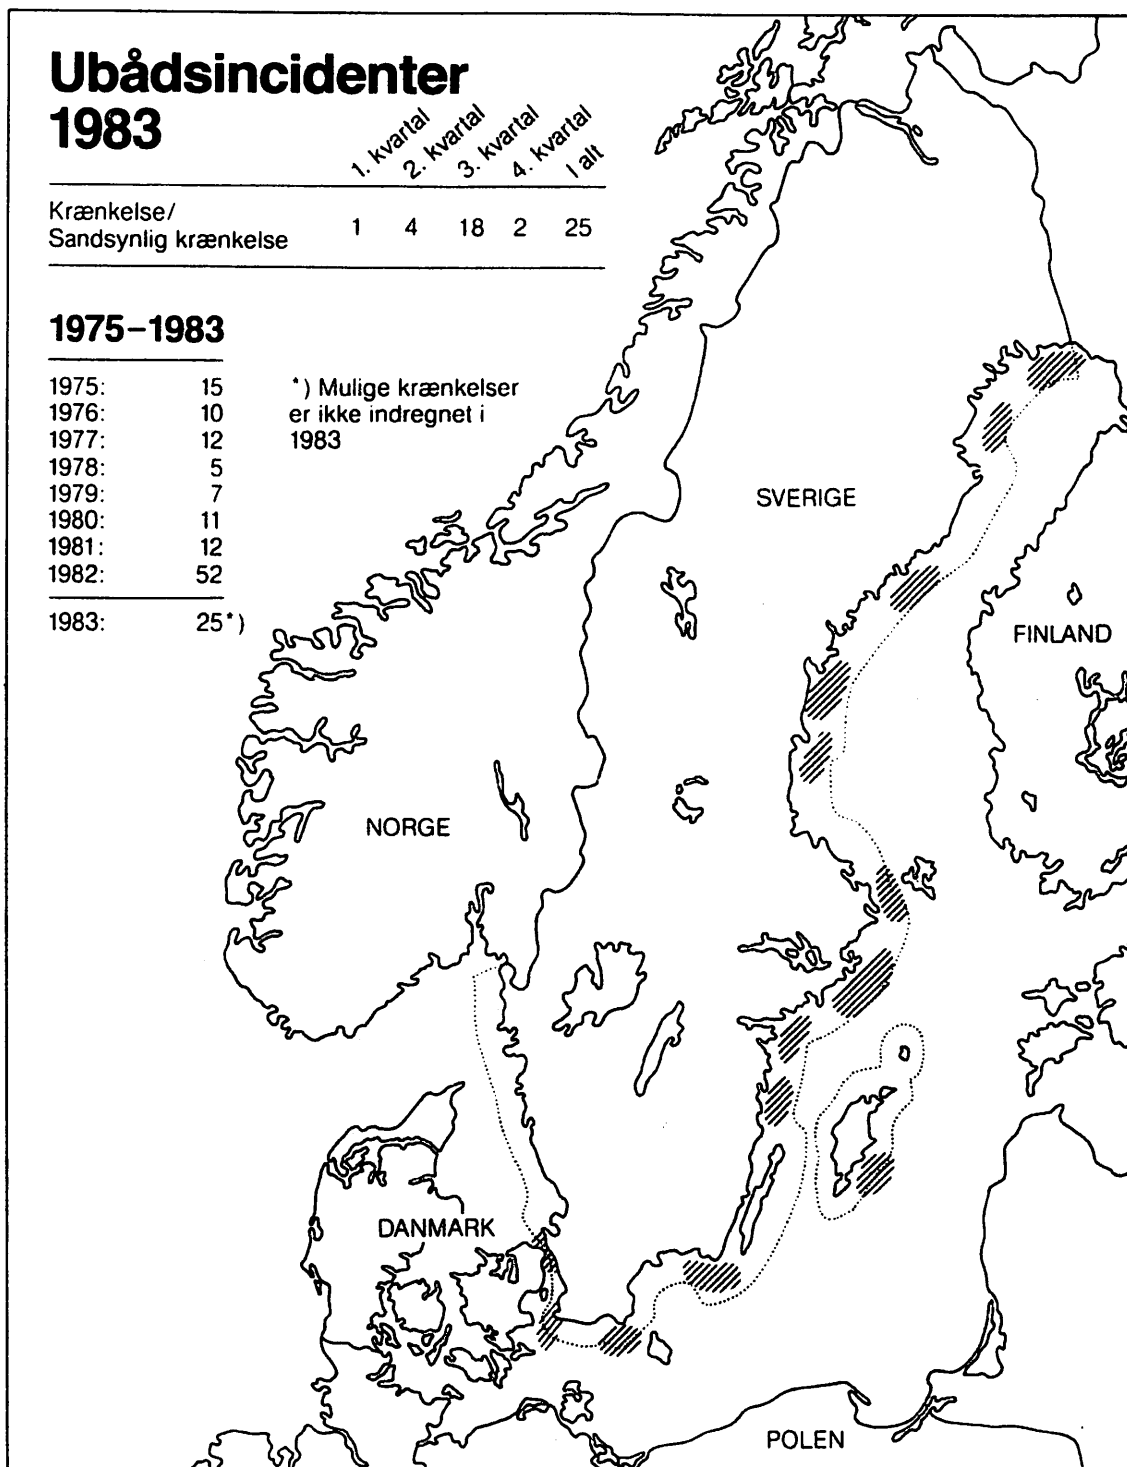 Ubådsincidenter
1983
1. kvartal 2. kvartal 3. kvartal 4. kvartal I alt
Krænkelse/
Sandsynlig krænkelse 1 4 18 2 25
1975–1983
1975: 15
1976: 10
1977: 12
1978: 5
1979: 7
1980: 11
1981: 12
1982: 52
1983: 25*)
*) Mulige krænkelser
er ikke indregnet i
1983
SVERIGE
FINLAND
NORGE
DANMARK
POLEN